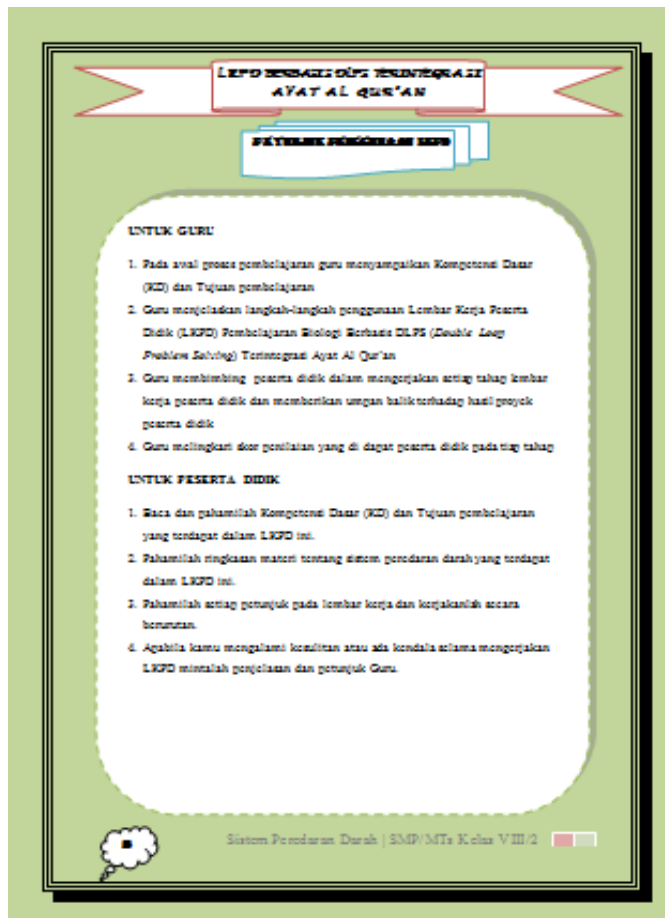 LKPD BERBASIS DLPS TERINTEGRASI
AYAT AL QUR'AN
PETUNJUK PENGGUNAAN LKPD
UNTUK GURU
1. Pada awal proses pembelajaran guru menyampaikan Kompetensi Dasar
(KD) dan Tujuan pembelajaran
2. Guru menjelaskan langkah-langkah penggunaan Lembar Kerja Peserta
Didik (LKPD) Pembelajaran Biologi Berbasis DLPS (Double Loop
Problem Solving) Terintegrasi Ayat Al Qur'an
3. Guru membimbing peserta didik dalam mengerjakan setiap tahap lembar
kerja peserta didik dan memberikan umpan balik terhadap hasil proyek
peserta didik
4. Guru melingkari skor penilaian yang di dapat peserta didik pada tiap tahap
UNTUK PESERTA DIDIK
1. Baca dan pahamilah Kompetensi Dasar (KD) dan Tujuan pembelajaran
yang terdapat dalam LKPD ini.
2. Pahamilah ringkasan materi tentang sistem peredaran darah yang terdapat
dalam LKPD ini.
3. Pahamilah setiap petunjuk pada lembar kerja dan kerjakanlah secara
berurutan.
4. Apabila kamu mengalami kesulitan atau ada kendala selama mengerjakan
LKPD mintalah penjelasan dan petunjuk Guru.
Sistem Peredaran Darah | SMP/MTs Kelas VIII/2